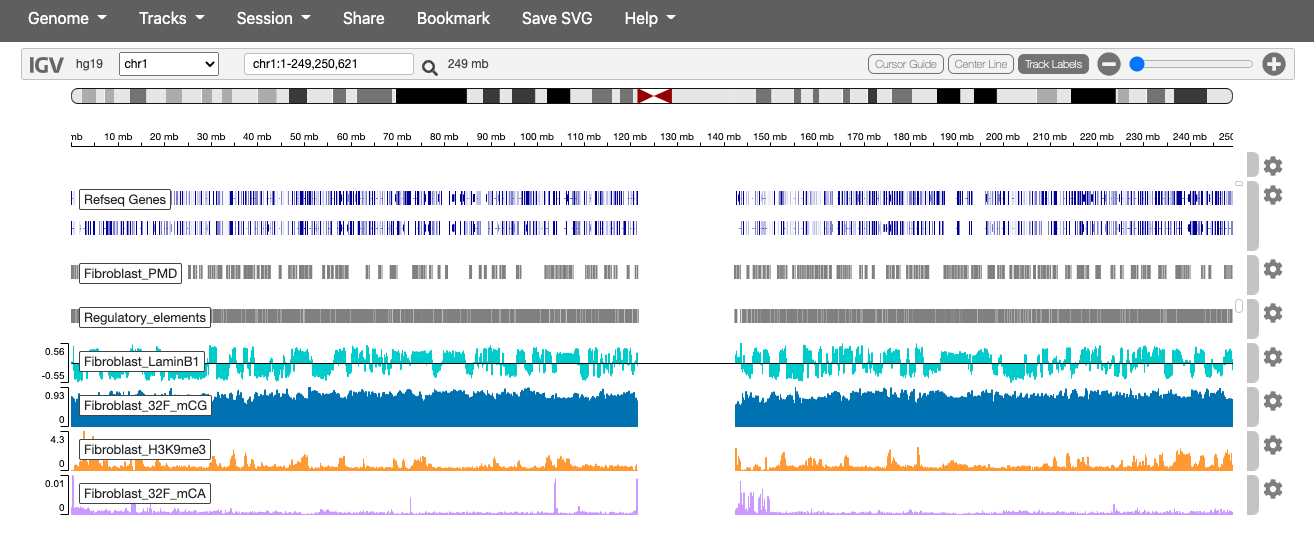 Genome Tracks Session Share Bookmark Save SVG Help
IGV hg19 chr1 chr1:1-249,250,621 249 mb Cursor Guide Center Line Track Labels
mb 10 mb 20 mb 30 mb 40 mb 50 mb 60 mb 70 mb 80 mb 90 mb 100 mb 110 mb 120 mb 130 mb 140 mb 150 mb 160 mb 170 mb 180 mb 190 mb 200 mb 210 mb 220 mb 230 mb 240 mb 250
Refseq Genes
Fibroblast_PMD
Regulatory_elements
0.56
Fibroblast_LaminB1
-0.55
0.93
Fibroblast_32F_mCG
0
4.3
Fibroblast_H3K9me3
0
0.01
Fibroblast_32F_mCA
0